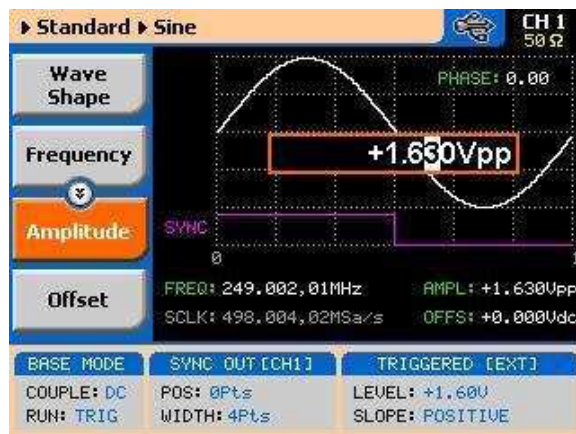 Standard Sine
CH 1
50 Ω
Wave
Shape
PHASE: 0.00
Frequency
+1.630Vpp
Amplitude
SYNC
0
1
Offset
FREQ: 249.002,01MHz
AMPL: +1.630Vpp
SCLK: 498.004,02MSa/s
OFFS: +0.000Vdc
BASE MODE
SYNC OUT [CH1]
TRIGGERED [EXT]
COUPLE: DC
POS: 0Pts
LEVEL: +1.60V
RUN: TRIG
WIDTH: 4Pts
SLOPE: POSITIVE